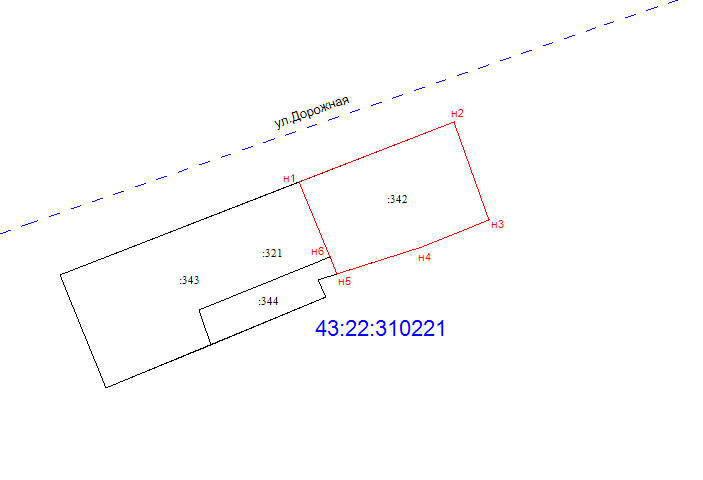 ул.Дорожная
н2
н1
:342
н3
н6
:321
н4
:343
н5
:344
43:22:310221